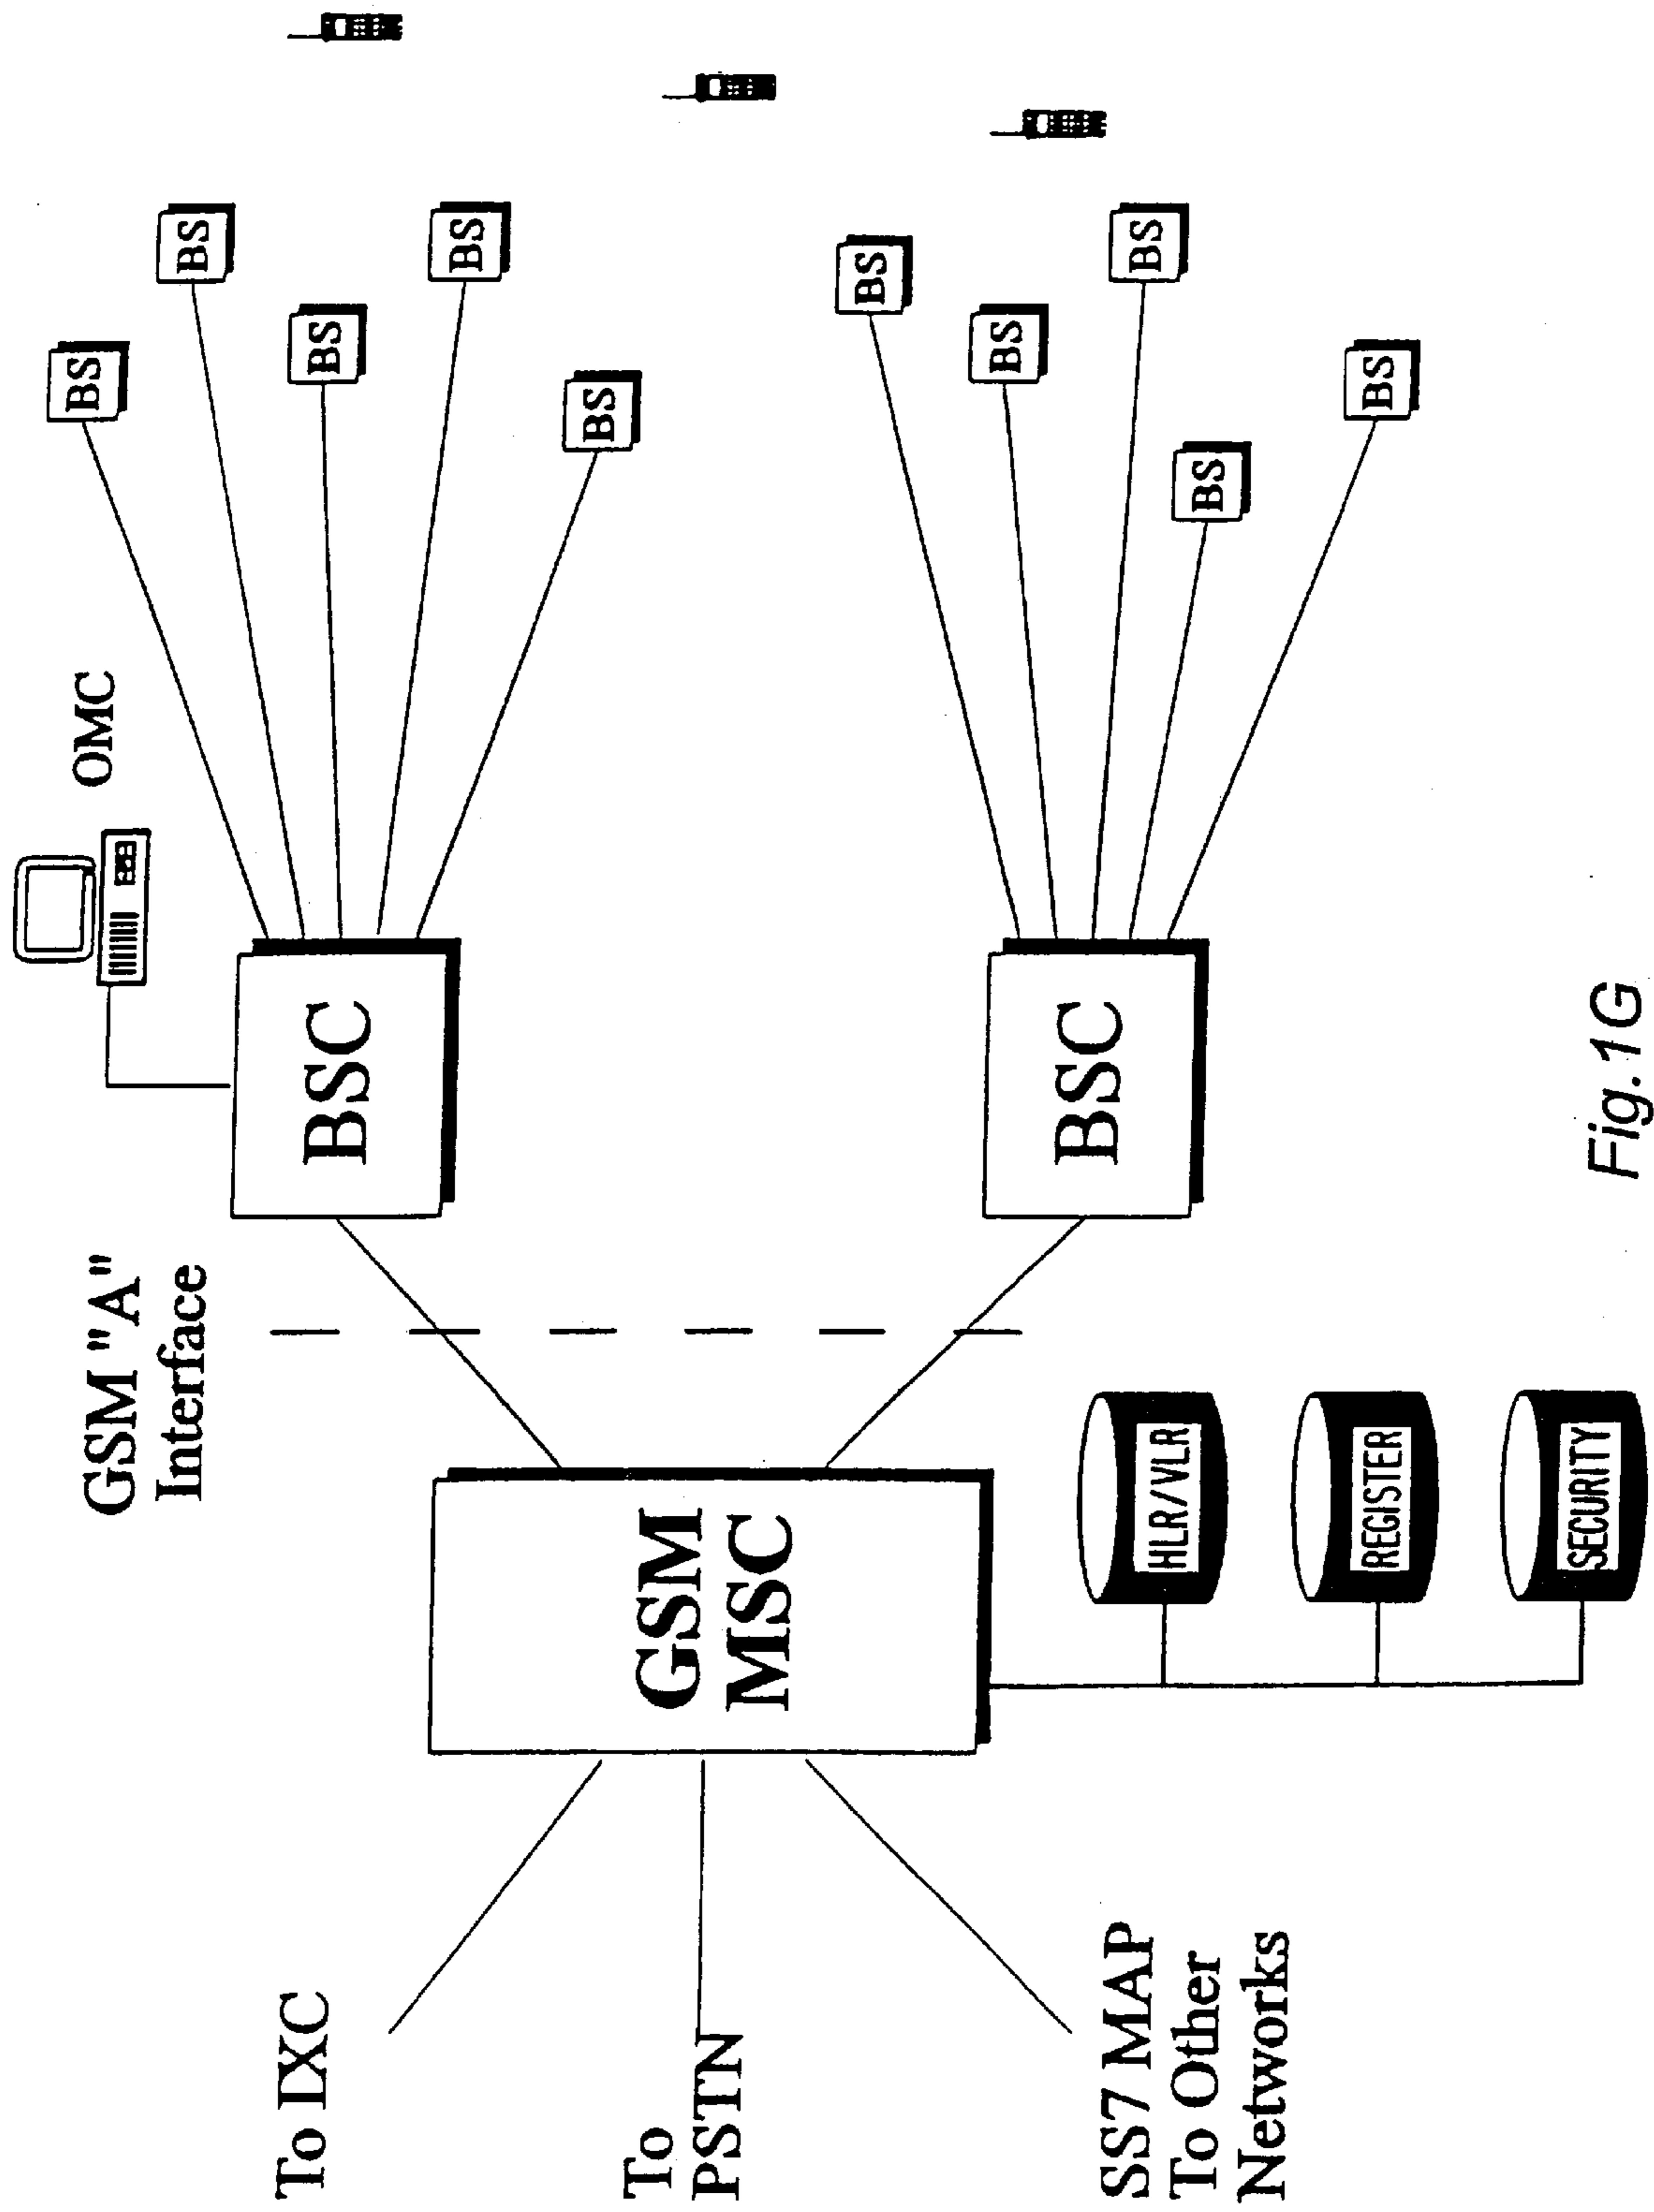 OMC
BS
BS
BS
BS
BS
GSM "A"
Interface
BSC
To IXC
To
PSTN
GSM
MSC
BS
BS
BS
BS
BS
BSC
SS7 MAP
To Other
Networks
HLR/VLR
REGISTER
SECURITY
Fig.1G